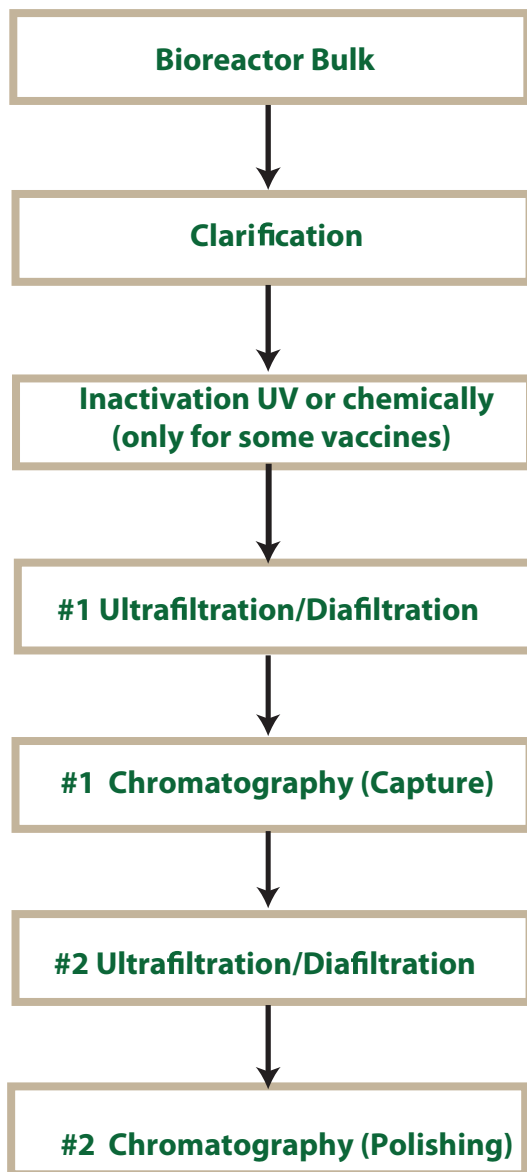 Bioreactor Bulk
Clarification
Inactivation UV or chemically
(only for some vaccines)
#1 Ultrafiltration/Diafiltration
#1 Chromatography (Capture)
#2 Ultrafiltration/Diafiltration
#2 Chromatography (Polishing)